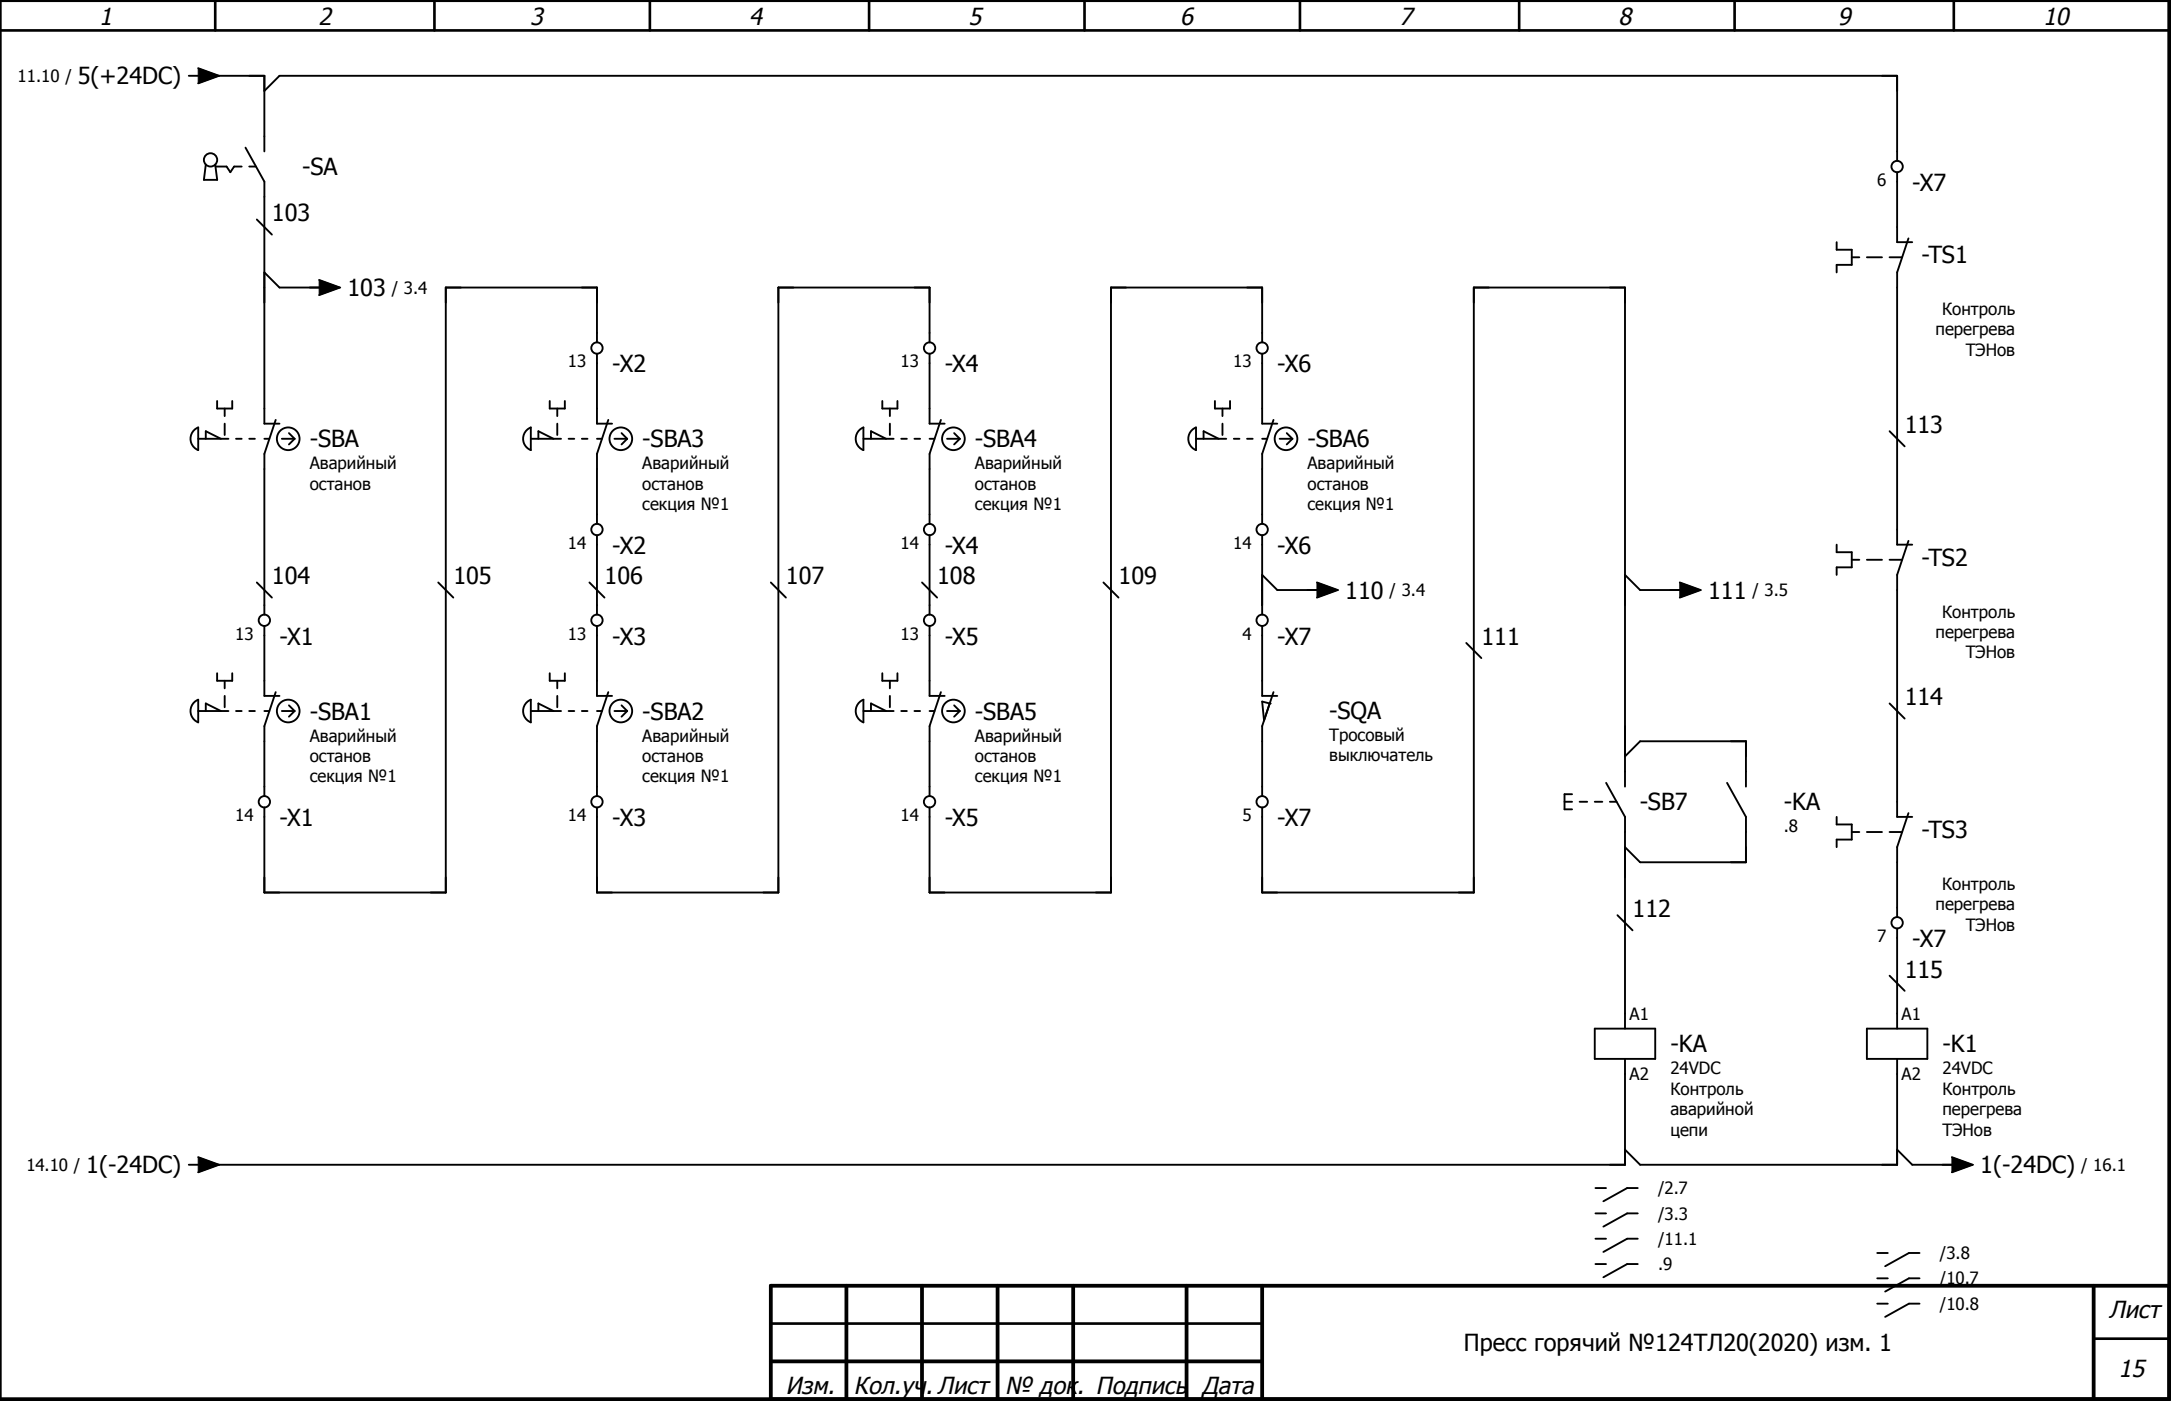 1 2 3 4 5 6 7 8 9 10
11.10 / 5(+24DC)
-SA
103
103 / 3.4
-SBA
Аварийный
останов
104
13 -X1
-SBA1
Аварийный
останов
секция №1
14 -X1
105
13 -X2
-SBA3
Аварийный
останов
секция №1
14 -X2
106
13 -X3
-SBA2
Аварийный
останов
секция №1
14 -X3
107
13 -X4
-SBA4
Аварийный
останов
секция №1
14 -X4
108
13 -X5
-SBA5
Аварийный
останов
секция №1
14 -X5
109
13 -X6
-SBA6
Аварийный
останов
секция №1
14 -X6
110 / 3.4
4 -X7
-SQA
Тросовый
выключатель
5 -X7
111
111 / 3.5
E
-SB7
-KA
.8
112
A1
-KA
24VDC
A2
Контроль
аварийной
цепи
6 -X7
-TS1
Контроль
перегрева
ТЭНов
113
-TS2
Контроль
перегрева
ТЭНов
114
-TS3
Контроль
перегрева
ТЭНов
7 -X7
115
A1
-K1
24VDC
A2
Контроль
перегрева
ТЭНов
14.10 / 1(-24DC)
1(-24DC) / 16.1
/2.7
/3.3
/11.1
.9
/3.8
/10.7
/10.8
Изм. Кол.уч. Лист № док. Подпись Дата
Пресс горячий №124ТЛ20(2020) изм. 1
Лист
15